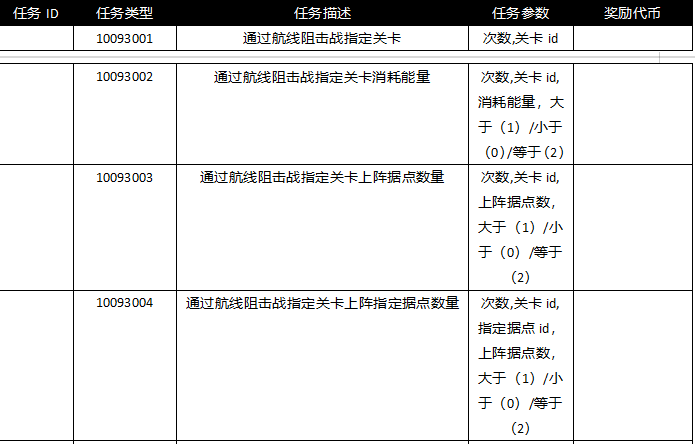 任务 ID 任务类型 任务描述 任务参数 奖励代币
10093001 通过航线阻击战指定关卡 次数,关卡 id
10093002 通过航线阻击战指定关卡消耗能量 次数,关卡 id,
消耗能量，大
于（1）/小于
（0)/等于（2）
10093003 通过航线阻击战指定关卡上阵据点数量 次数,关卡 id,
上阵据点数，
大于（1）/小
于（0）/等于
（2）
10093004 通过航线阻击战指定关卡上阵指定据点数量 次数,关卡 id,
指定据点 id，
上阵据点数，
大于（1）/小
于（0）/等于
（2）